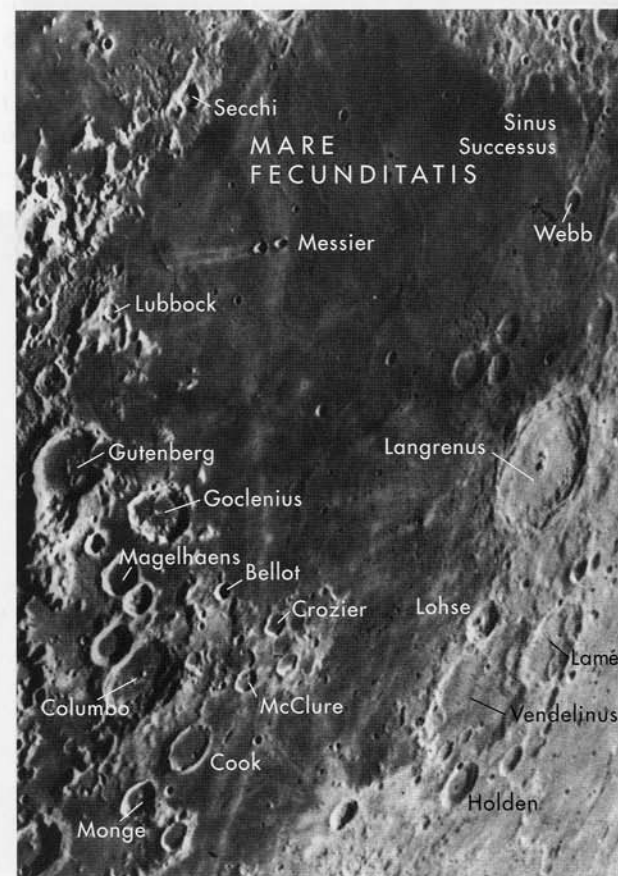 Secchi
MARE
FECUNDITATIS
Sinus
Successus
Webb
Messier
Lubbock
Gutenberg
Langrenus
Goclenius
Magelhaens
Bellot
Crozier
Lohse
Lamé
Columbo
McClure
Vendelinus
Cook
Holden
Monge